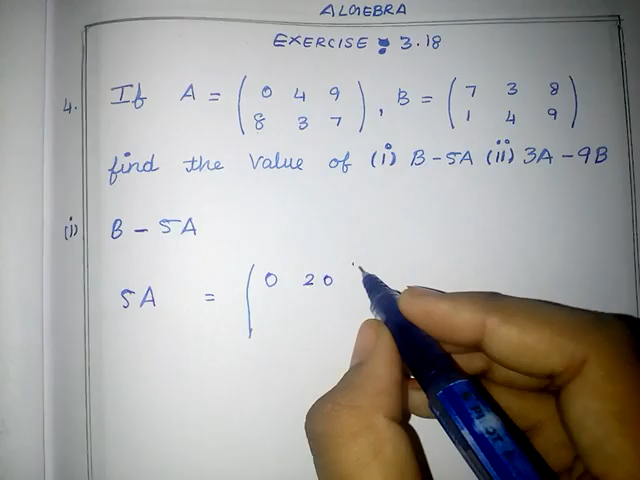 ALGEBRA
EXERCISE : 3.18
4. If A = ( 0 4 9 ) , B = ( 7 3 8 )
8 3 7 1 4 9
find the value of (i) B - 5A (ii) 3A - 9B
(i) B - 5A
5A = ( 0 20
PILOT